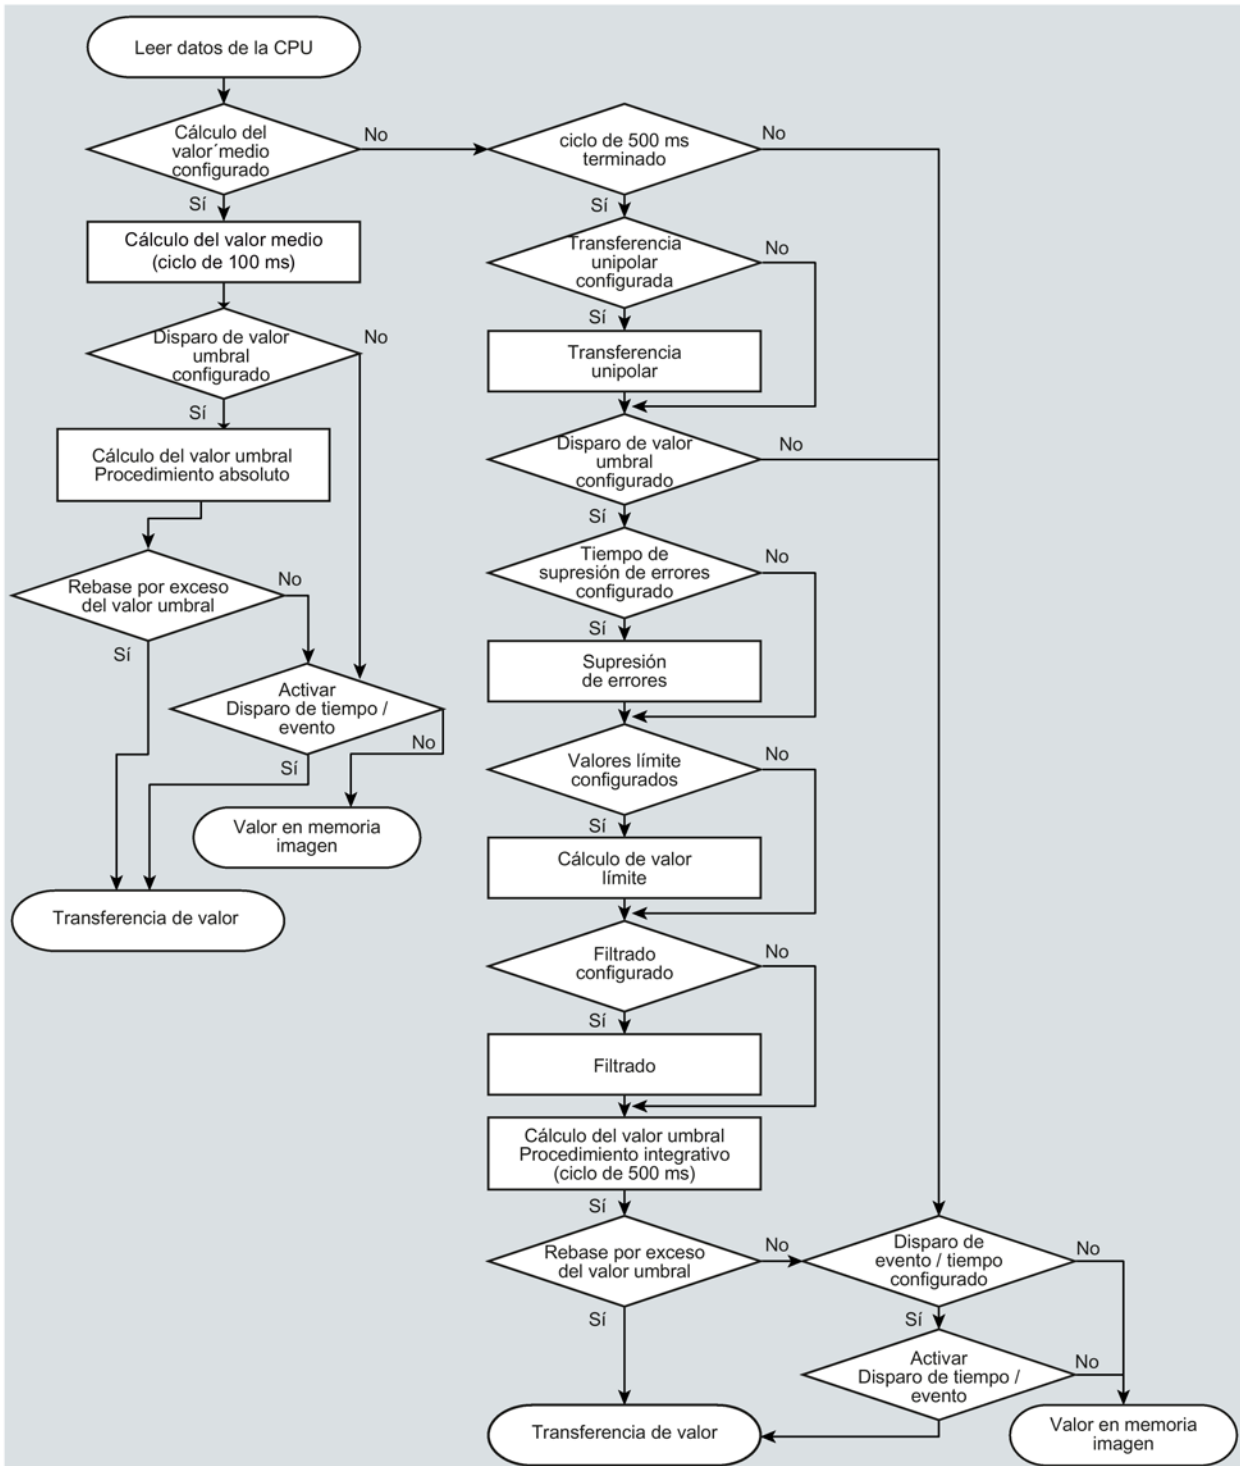 Leer datos de la CPU
Cálculo del
valor´medio
configurado
No
Sí
Cálculo del valor medio
(ciclo de 100 ms)
Disparo de valor
umbral
configurado
No
Sí
Cálculo del valor umbral
Procedimiento absoluto
Rebase por exceso
del valor umbral
No
Sí
Activar
Disparo de tiempo /
evento
No
Sí
Valor en memoria
imagen
Transferencia de valor
ciclo de 500 ms
terminado
No
Sí
Transferencia
unipolar
configurada
No
Sí
Transferencia
unipolar
Disparo de valor
umbral
configurado
No
Sí
Tiempo de
supresión de errores
configurado
No
Sí
Supresión
de errores
Valores límite
configurados
No
Sí
Cálculo de valor
límite
Filtrado
configurado
No
Sí
Filtrado
Cálculo del valor umbral
Procedimiento integrativo
(ciclo de 500 ms)
Sí
Rebase por exceso
del valor umbral
No
Sí
Disparo de
evento / tiempo
configurado
No
Sí
Activar
Disparo de tiempo /
evento
No
Transferencia de valor
Valor en memoria
imagen